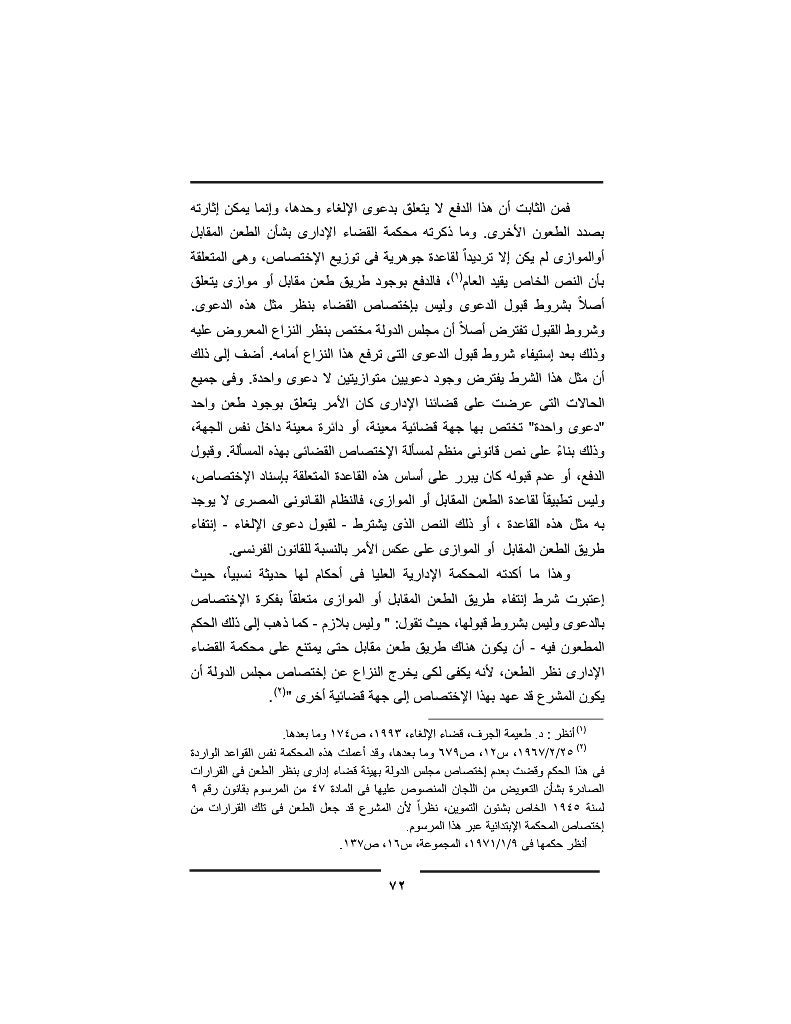 فمن الثابت أن هذا الدفع لا يتعلق بدعوى الإلغاء وحدها، وإنما يمكن إثارته
بصدد الطعون الأخرى. وما ذكرته محكمة القضاء الإدارى بشأن الطعن المقابل
أوالموازى لم يكن إلا ترديداً لقاعدة جوهرية فى توزيع الإختصاص، وهى المتعلقة
بأن النص الخاص يقيد العام(١)، فالدفع بوجود طريق طعن مقابل أو موازى يتعلق
أصلاً بشروط قبول الدعوى وليس بإختصاص القضاء بنظر مثل هذه الدعوى.
وشروط القبول تفترض أصلاً أن مجلس الدولة مختص بنظر النزاع المعروض عليه
وذلك بعد إستيفاء شروط قبول الدعوى التى ترفع هذا النزاع أمامه. أضف إلى ذلك
أن مثل هذا الشرط يفترض وجود دعويين متوازيتين لا دعوى واحدة. وفى جميع
الحالات التى عرضت على قضائنا الإدارى كان الأمر يتعلق بوجود طعن واحد
"دعوى واحدة" تختص بها جهة قضائية معينة، أو دائرة معينة داخل نفس الجهة،
وذلك بناءً على نص قانونى منظم لمسألة الإختصاص القضائى بهذه المسألة. وقبول
الدفع، أو عدم قبوله كان يبرر على أساس هذه القاعدة المتعلقة بإسناد الإختصاص،
وليس تطبيقاً لقاعدة الطعن المقابل أو الموازى، فالنظام القانونى المصرى لا يوجد
به مثل هذه القاعدة ، أو ذلك النص الذى يشترط - لقبول دعوى الإلغاء - إنتفاء
طريق الطعن المقابل أو الموازى على عكس الأمر بالنسبة للقانون الفرنسى.
وهذا ما أكدته المحكمة الإدارية العليا فى أحكام لها حديثة نسبياً، حيث
إعتبرت شرط إنتفاء طريق الطعن المقابل أو الموازى متعلقاً بفكرة الإختصاص
بالدعوى وليس بشروط قبولها، حيث تقول: " وليس بلازم - كما ذهب إلى ذلك الحكم
المطعون فيه - أن يكون هناك طريق طعن مقابل حتى يمتنع على محكمة القضاء
الإدارى نظر الطعن، لأنه يكفى لكى يخرج النزاع عن إختصاص مجلس الدولة أن
يكون المشرع قد عهد بهذا الإختصاص إلى جهة قضائية أخرى "(٢).
(١) أنظر : د. طعيمة الجرف، قضاء الإلغاء، ١٩٩٣، ص١٧٤ وما بعدها.
(٢) ١٩٦٧/٢/٢٥، س١٢، ص٦٧٩ وما بعدها، وقد أعملت هذه المحكمة نفس القواعد الواردة
فى هذا الحكم وقضت بعدم إختصاص مجلس الدولة بهيئة قضاء إدارى بنظر الطعن فى القرارات
الصادرة بشأن التعويض من اللجان المنصوص عليها فى المادة ٤٧ من المرسوم بقانون رقم ٩
لسنة ١٩٤٥ الخاص بشئون التموين، نظراً لأن المشرع قد جعل الطعن فى تلك القرارات من
إختصاص المحكمة الإبتدائية عبر هذا المرسوم.
أنظر حكمها فى ١٩٧١/١/٩، المجموعة، س١٦، ص١٣٧.
٧٢